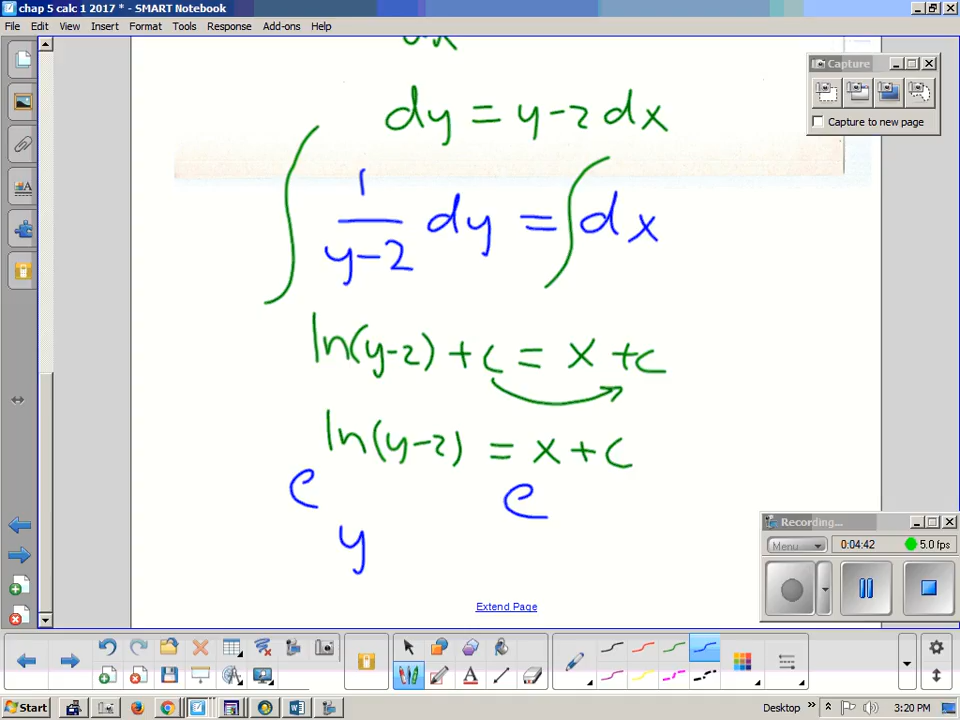 chap 5 calc 1 2017 * - SMART Notebook
File Edit View Insert Format Tools Response Add-ons Help
dx
Capture
Capture to new page
dy = y-2 dx
∫ 1/(y-2) dy = ∫ dx
ln(y-2) + c = x + c
ln(y-2) = x + c
e e
y
Recording...
Menu 0:04:42 5.0 fps
Extend Page
Start Desktop » 3:20 PM